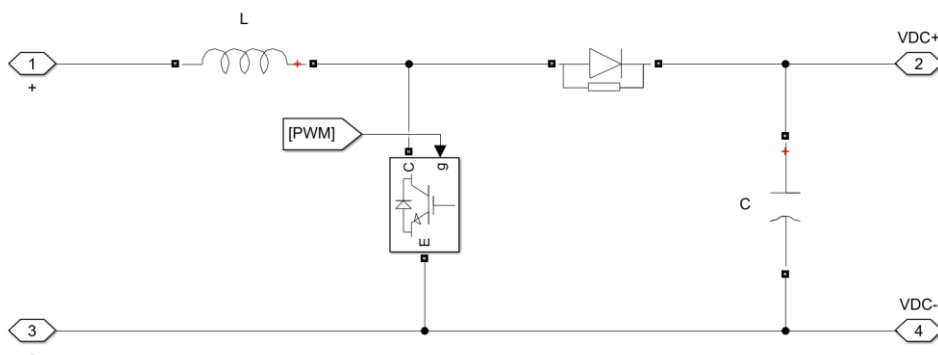 L
VDC+
1
2
+
+
[PWM]
C
g
+
C
E
VDC-
3
4
-